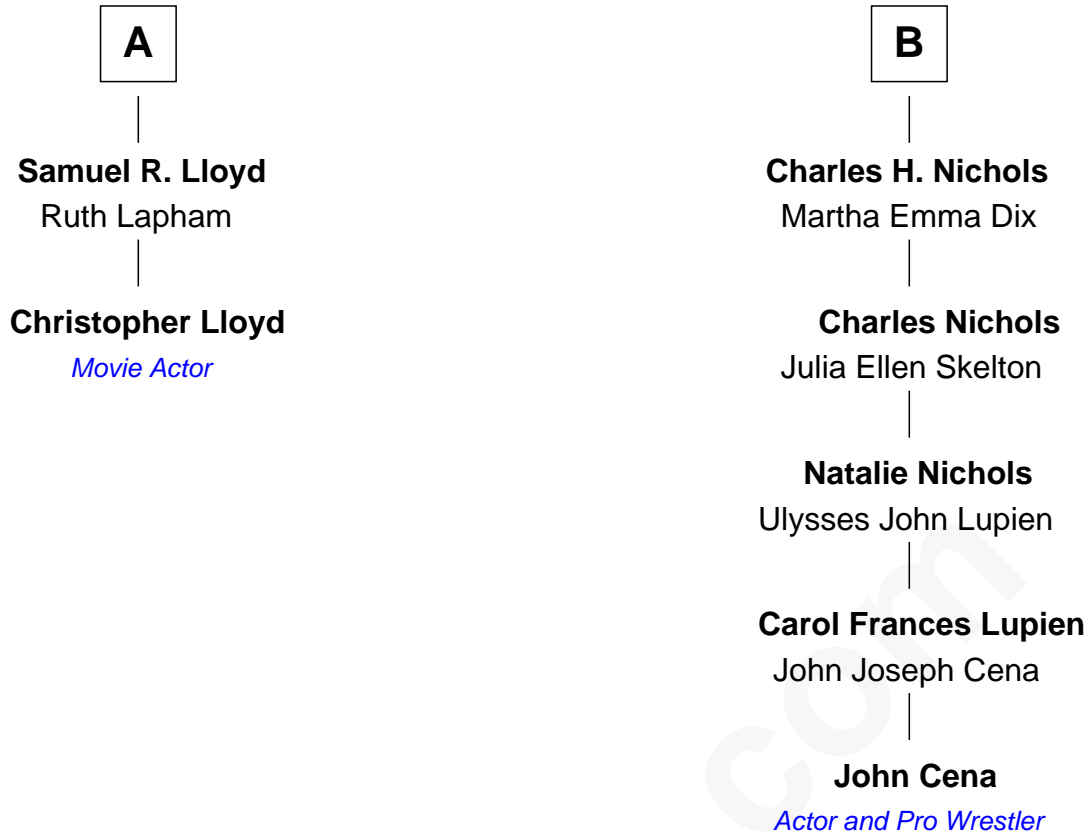 A
Samuel R. Lloyd
Ruth Lapham
Christopher Lloyd
Movie Actor
B
Charles H. Nichols
Martha Emma Dix
Charles Nichols
Julia Ellen Skelton
Natalie Nichols
Ulysses John Lupien
Carol Frances Lupien
John Joseph Cena
John Cena
Actor and Pro Wrestler
com